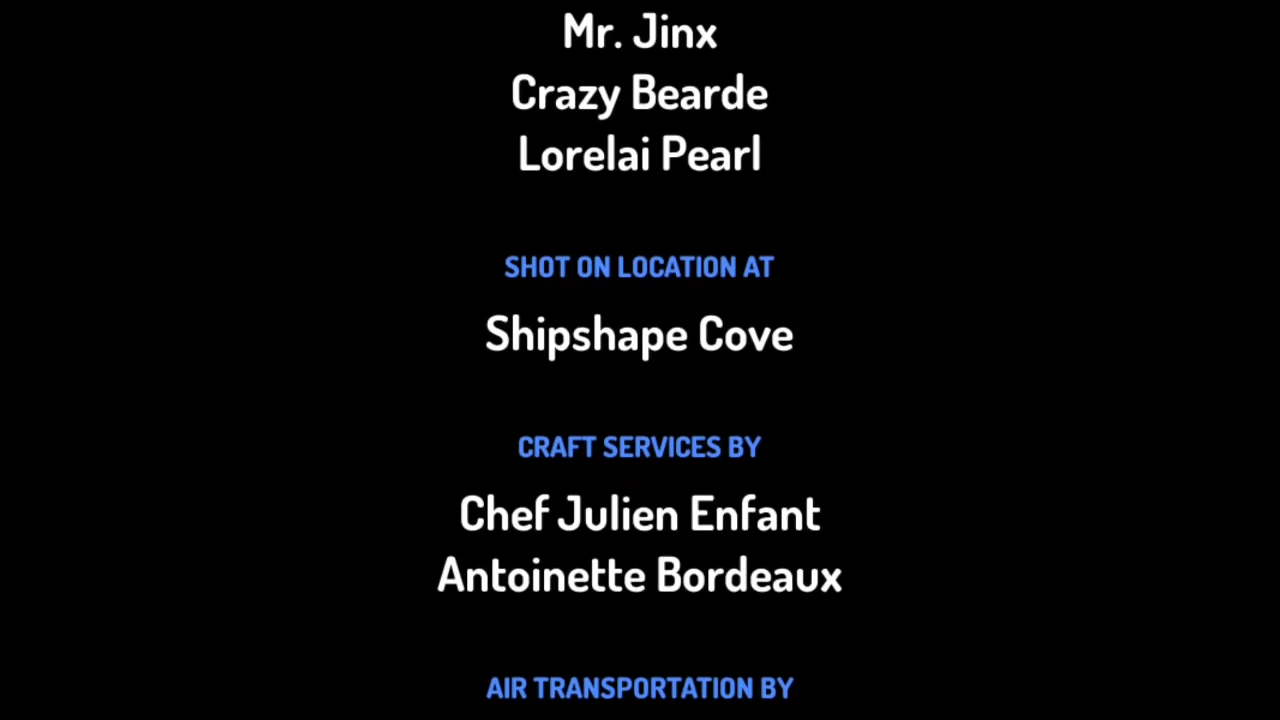 Mr. Jinx
Crazy Bearde
Lorelai Pearl
SHOT ON LOCATION AT
Shipshape Cove
CRAFT SERVICES BY
Chef Julien Enfant
Antoinette Bordeaux
AIR TRANSPORTATION BY